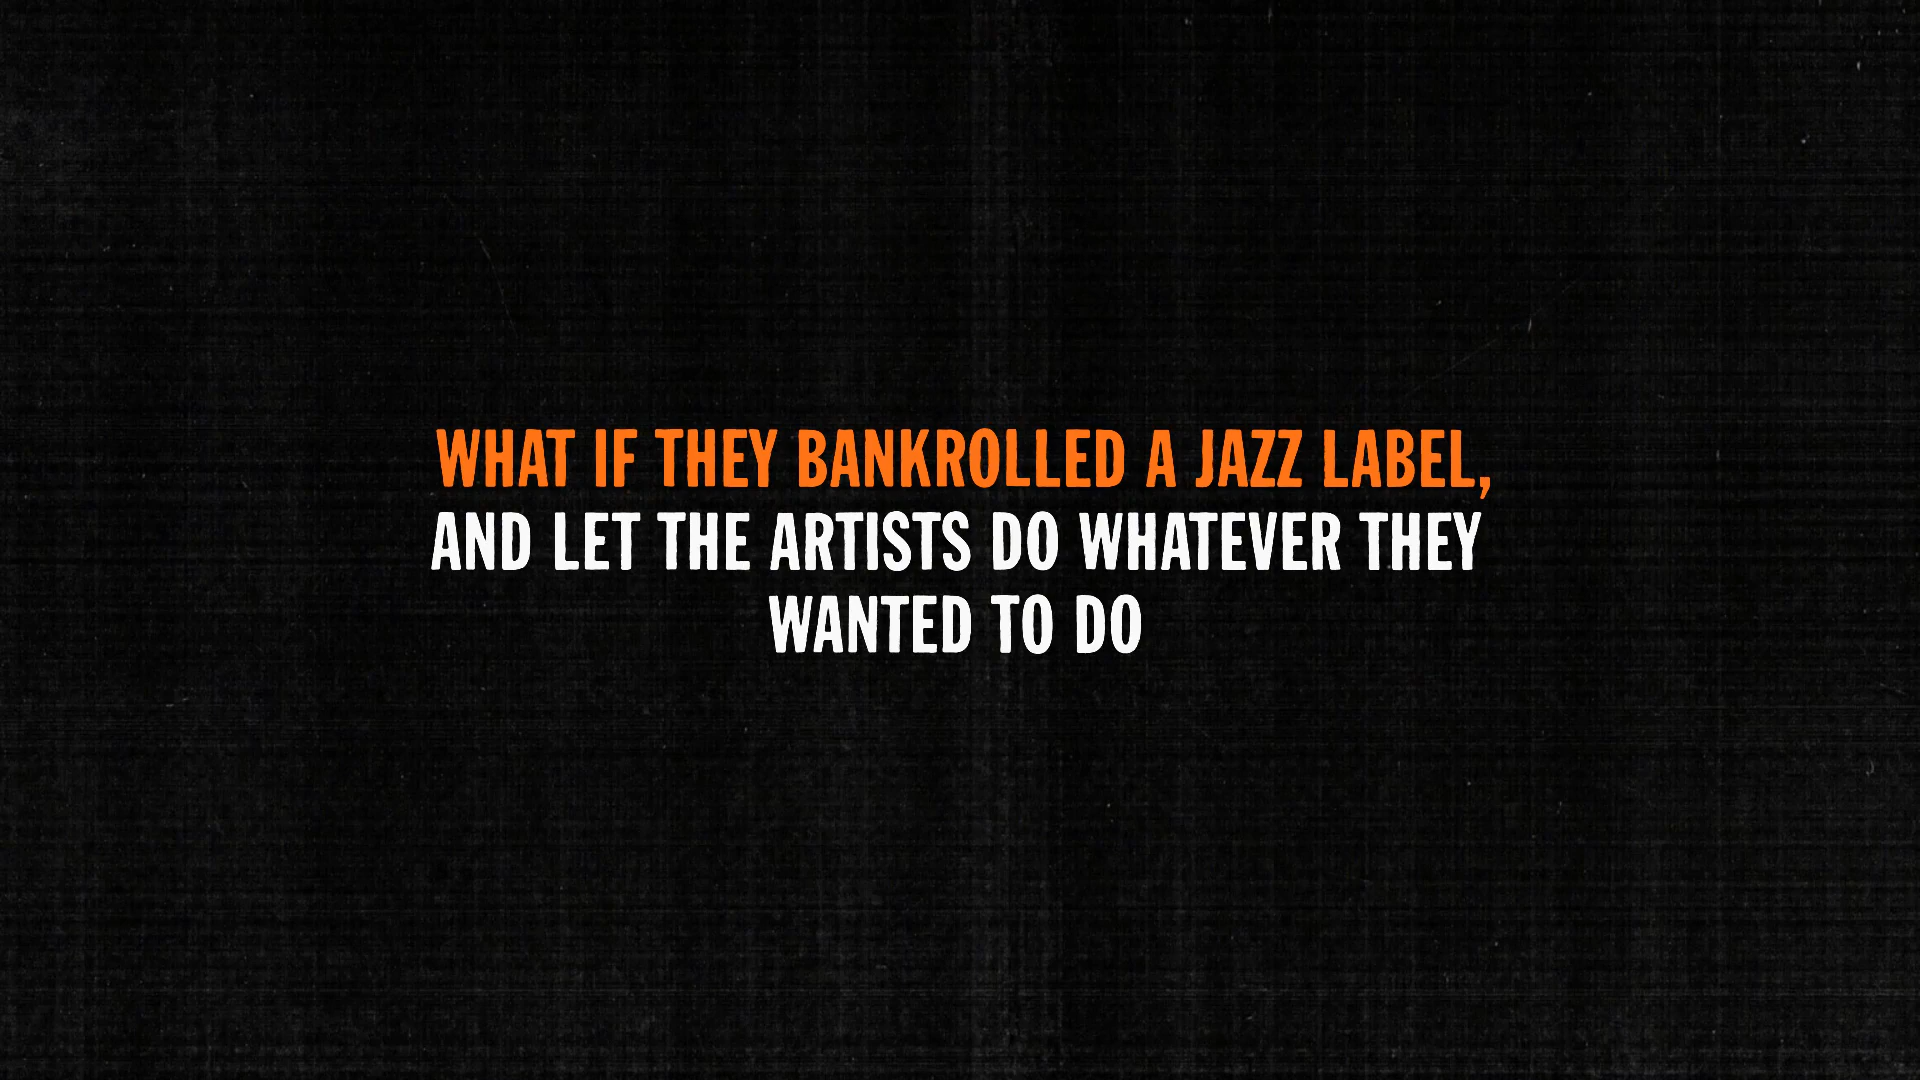 WHAT IF THEY BANKROLLED A JAZZ LABEL,
AND LET THE ARTISTS DO WHATEVER THEY
WANTED TO DO